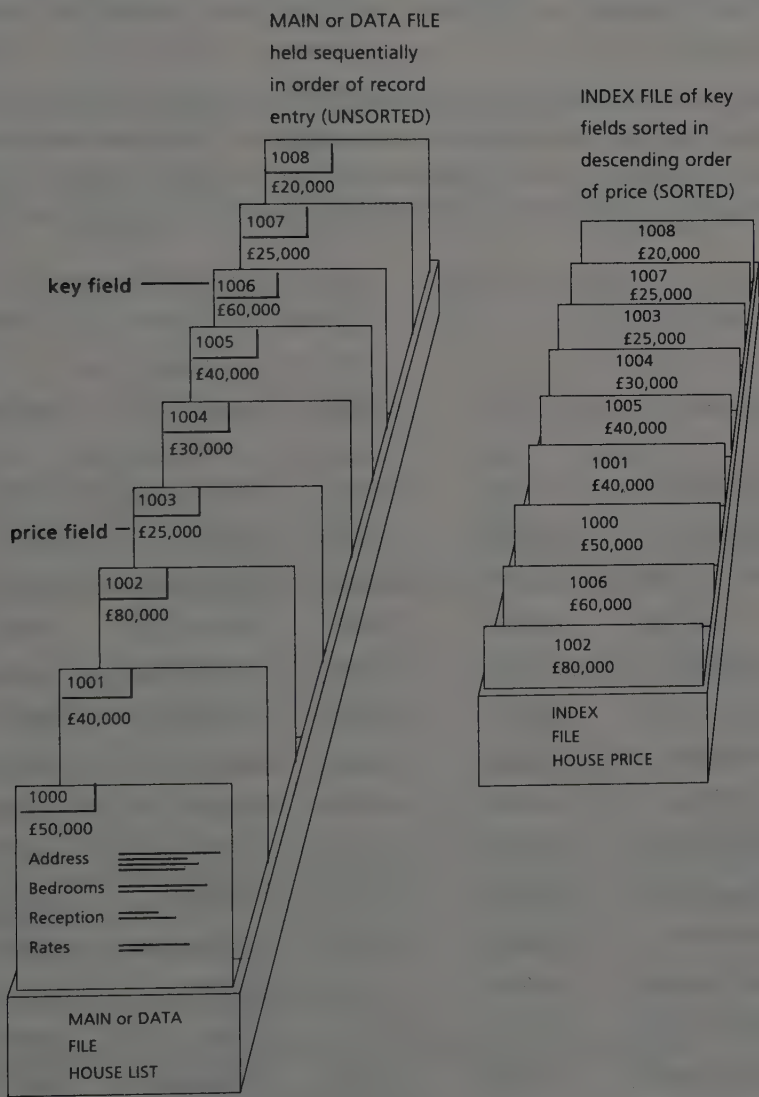 MAIN or DATA FILE
held sequentially
in order of record
entry (UNSORTED)
1008
£20,000
1007
£25,000
key field
1006
£60,000
1005
£40,000
1004
£30,000
1003
price field
£25,000
1002
£80,000
1001
£40,000
1000
£50,000
Address
Bedrooms
Reception
Rates
MAIN or DATA
FILE
HOUSE LIST
INDEX FILE of key
fields sorted in
descending order
of price (SORTED)
1008
£20,000
1007
£25,000
1003
£25,000
1004
£30,000
1005
£40,000
1001
£40,000
1000
£50,000
1006
£60,000
1002
£80,000
INDEX
FILE
HOUSE PRICE